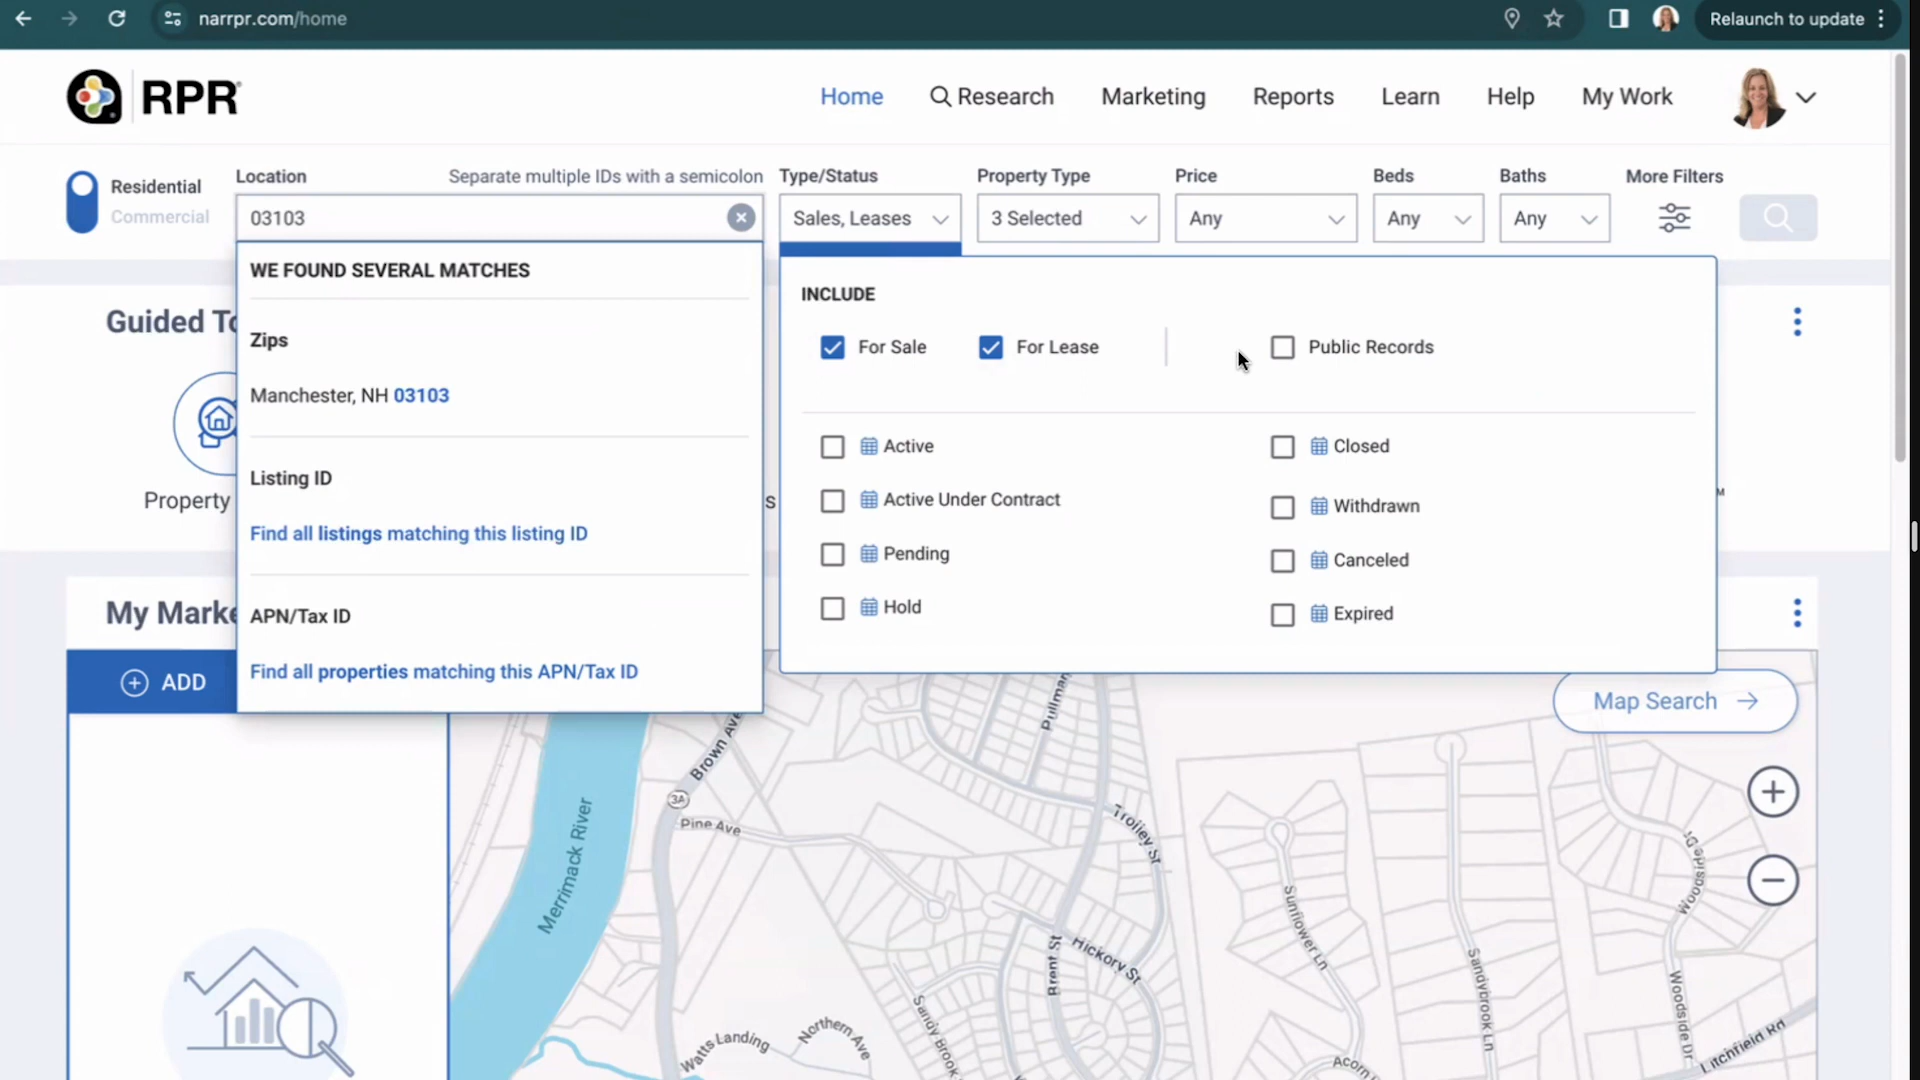 narrpr.com/home
Relaunch to update
RPR
Home
Research
Marketing
Reports
Learn
Help
My Work
Residential
Commercial
Location
Separate multiple IDs with a semicolon
Type/Status
Property Type
Price
Beds
Baths
More Filters
03103
Sales, Leases
3 Selected
Any
Any
Any
WE FOUND SEVERAL MATCHES
Zips
Manchester, NH 03103
Listing ID
Find all listings matching this listing ID
APN/Tax ID
Find all properties matching this APN/Tax ID
INCLUDE
For Sale
For Lease
Public Records
Active
Closed
Active Under Contract
Withdrawn
Pending
Canceled
Hold
Expired
Guided To
Property
s
™
My Marke
ADD
Map Search
Pullman
Brown Ave
3A
Pine Ave
Trolley St
Merrimack River
Woodside Dr
Sunflower Ln
Hickory St
Brent St
Sandybrook Ln
Sandy Brook
Woodside Dr
Northern Ave
Watts Landing
Litchfield Rd
Acorn